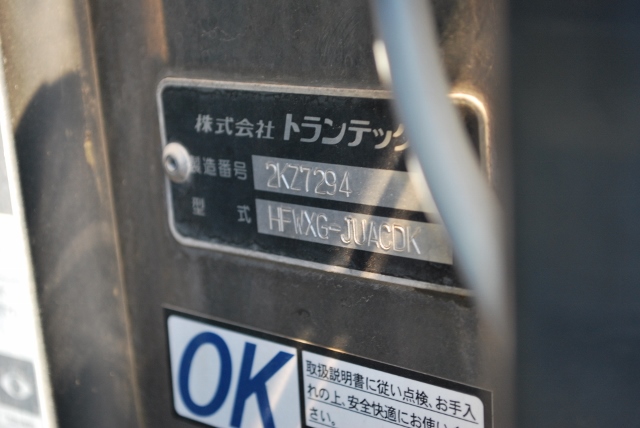 株式会社 トランテック
製造番号 2KZ7294
型式 HFWXG-JUACDK
OK
取扱説明書に従い点検、お手入
れの上、安全快適にお使い
さい。